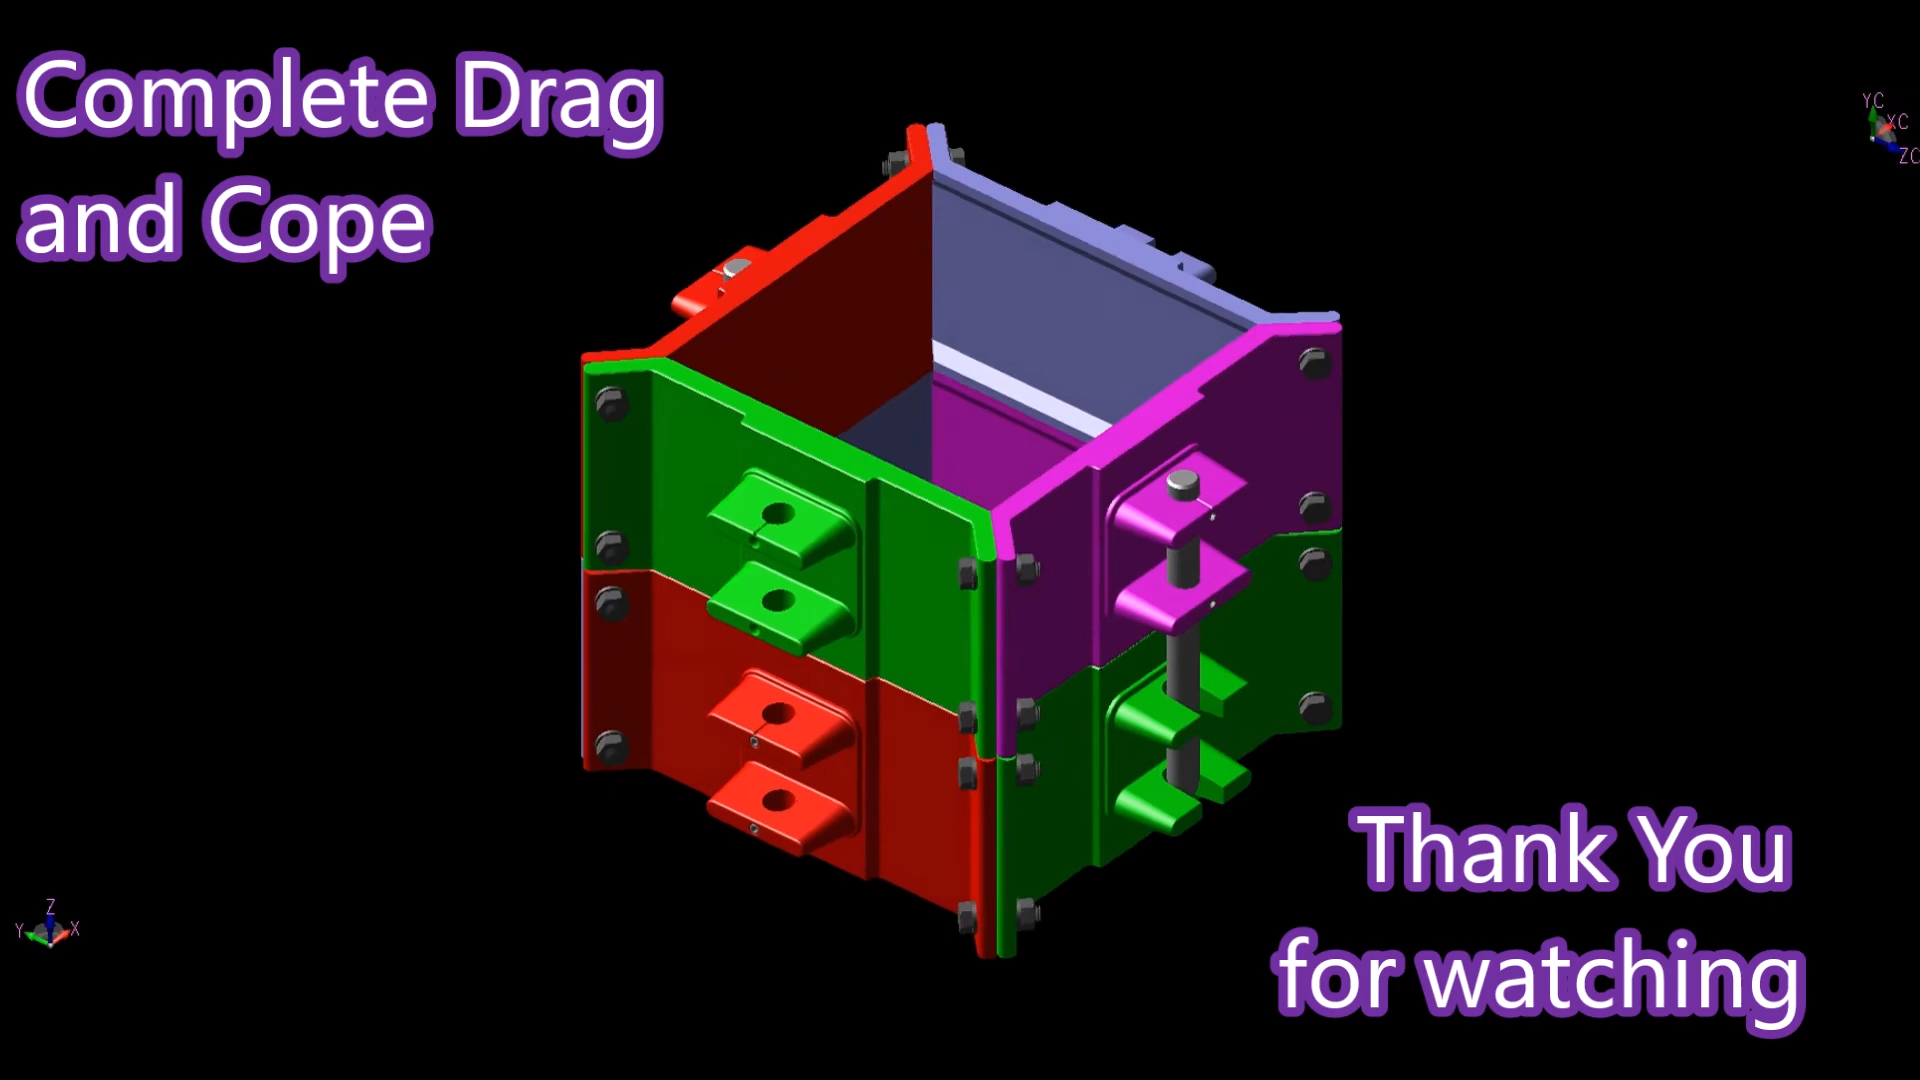 Complete Drag
and Cope
YC
XC
ZC
Thank You
for watching
Z
Y X